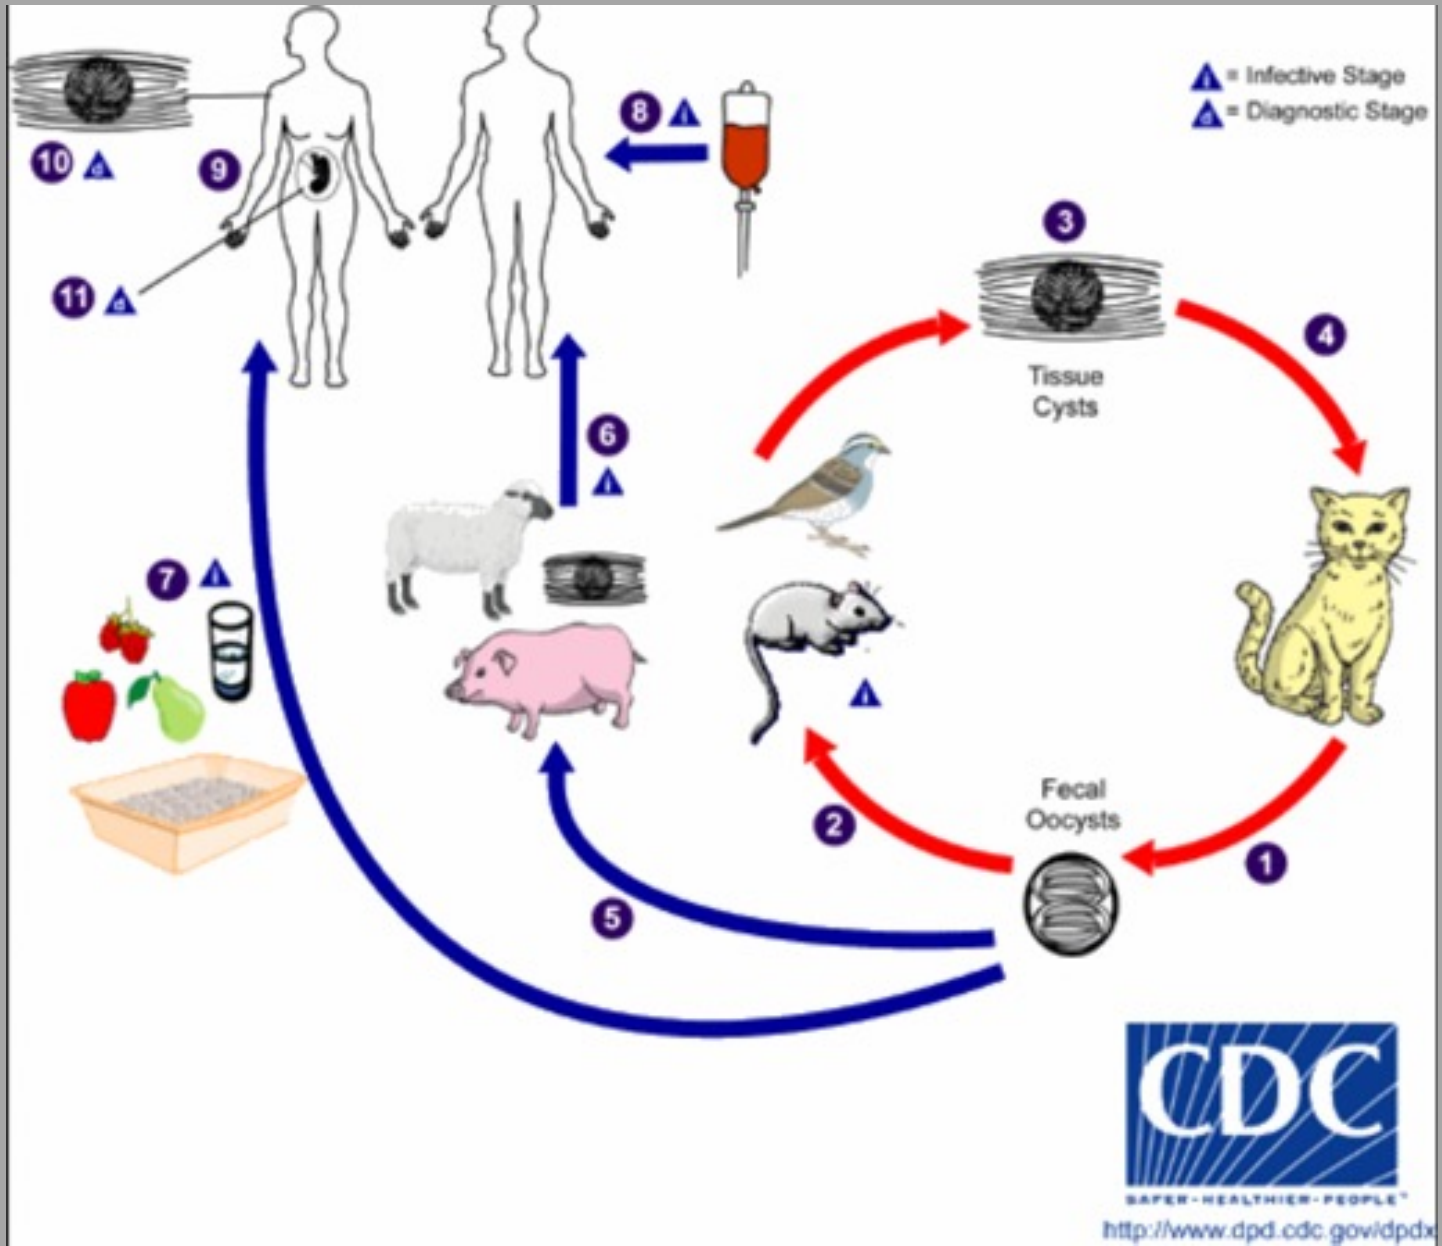 i = Infective Stage
d = Diagnostic Stage
8 i
10 d
9
3
11 d
4
Tissue
Cysts
6
i
7 i
i
Fecal
Oocysts
2
1
5
CDC
SAFER·HEALTHIER·PEOPLE™
http://www.dpd.cdc.gov/dpdx